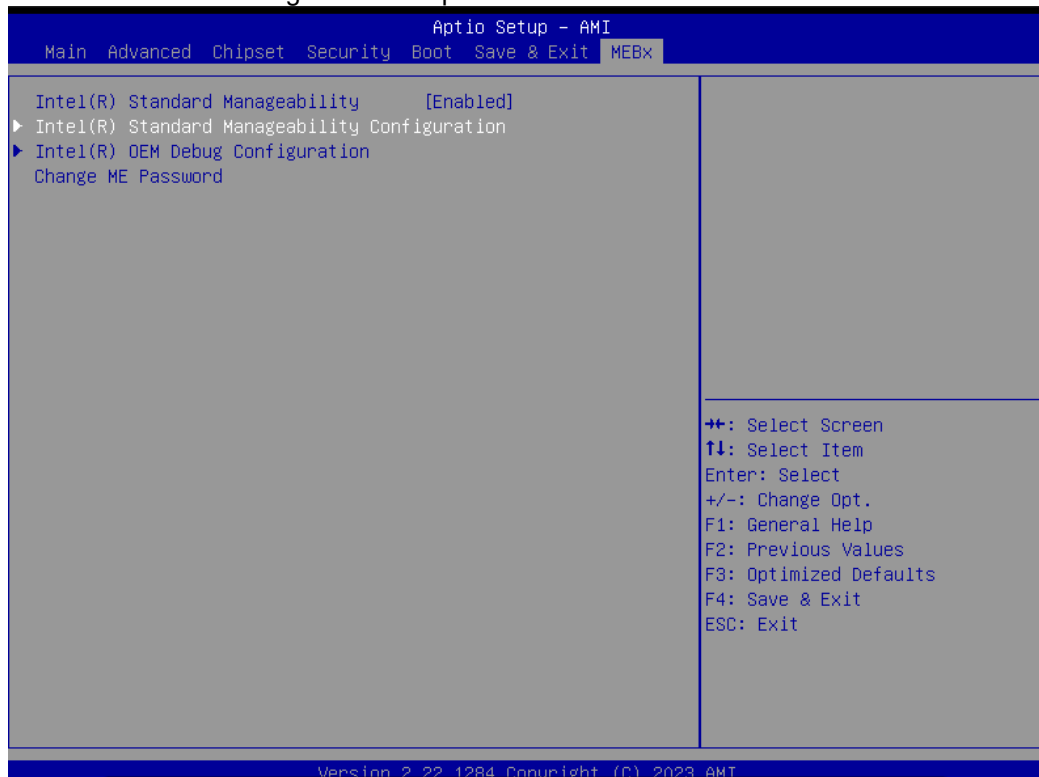 Aptio Setup – AMI
Main Advanced Chipset Security Boot Save & Exit MEBx
Intel(R) Standard Manageability [Enabled]
Intel(R) Standard Manageability Configuration
Intel(R) OEM Debug Configuration
Change ME Password
→←: Select Screen
↑↓: Select Item
Enter: Select
+/-: Change Opt.
F1: General Help
F2: Previous Values
F3: Optimized Defaults
F4: Save & Exit
ESC: Exit
Version 2.22.1284 Copyright (C) 2023 AMI